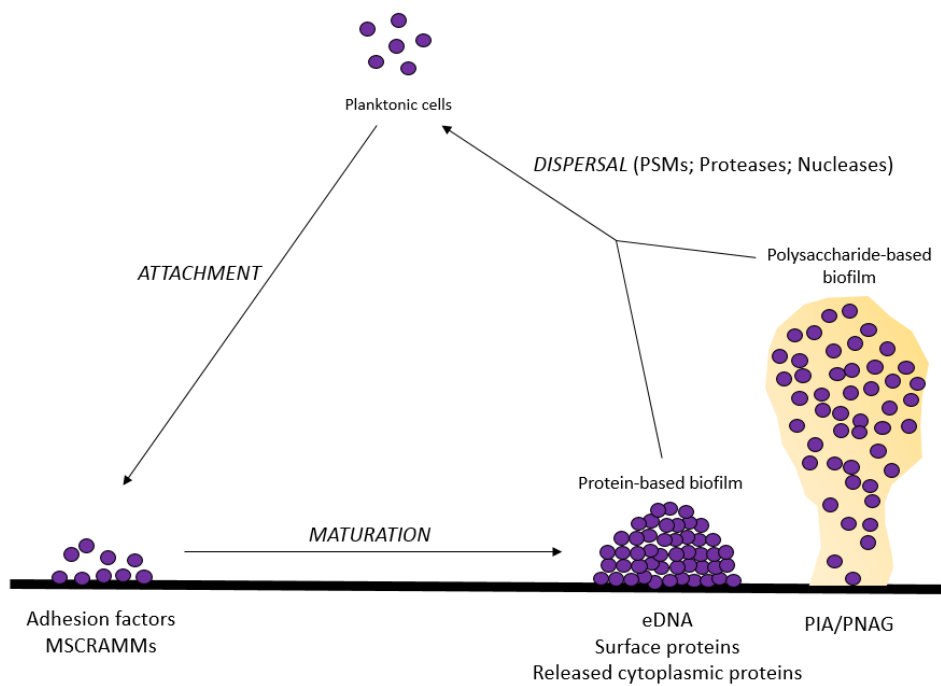 Planktonic cells
DISPERSAL (PSMs; Proteases; Nucleases)
ATTACHMENT
Polysaccharide-based
biofilm
Protein-based biofilm
MATURATION
Adhesion factors
MSCRAMMs
eDNA
Surface proteins
Released cytoplasmic proteins
PIA/PNAG